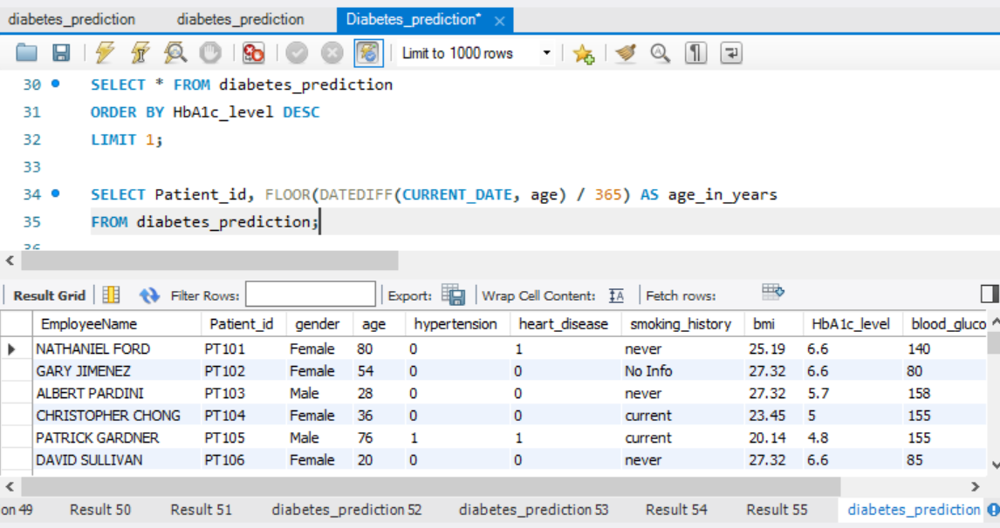 diabetes_prediction diabetes_prediction Diabetes_prediction* ×
Limit to 1000 rows
30 SELECT * FROM diabetes_prediction
31 ORDER BY HbA1c_level DESC
32 LIMIT 1;
33
34 SELECT Patient_id, FLOOR(DATEDIFF(CURRENT_DATE, age) / 365) AS age_in_years
35 FROM diabetes_prediction;
36
Result Grid Filter Rows: Export: Wrap Cell Content: IA Fetch rows:
EmployeeName Patient_id gender age hypertension heart_disease smoking_history bmi HbA1c_level blood_gluco
NATHANIEL FORD PT101 Female 80 0 1 never 25.19 6.6 140
GARY JIMENEZ PT102 Female 54 0 0 No Info 27.32 6.6 80
ALBERT PARDINI PT103 Male 28 0 0 never 27.32 5.7 158
CHRISTOPHER CHONG PT104 Female 36 0 0 current 23.45 5 155
PATRICK GARDNER PT105 Male 76 1 1 current 20.14 4.8 155
DAVID SULLIVAN PT106 Female 20 0 0 never 27.32 6.6 85
on 49 Result 50 Result 51 diabetes_prediction 52 diabetes_prediction 53 Result 54 Result 55 diabetes_prediction